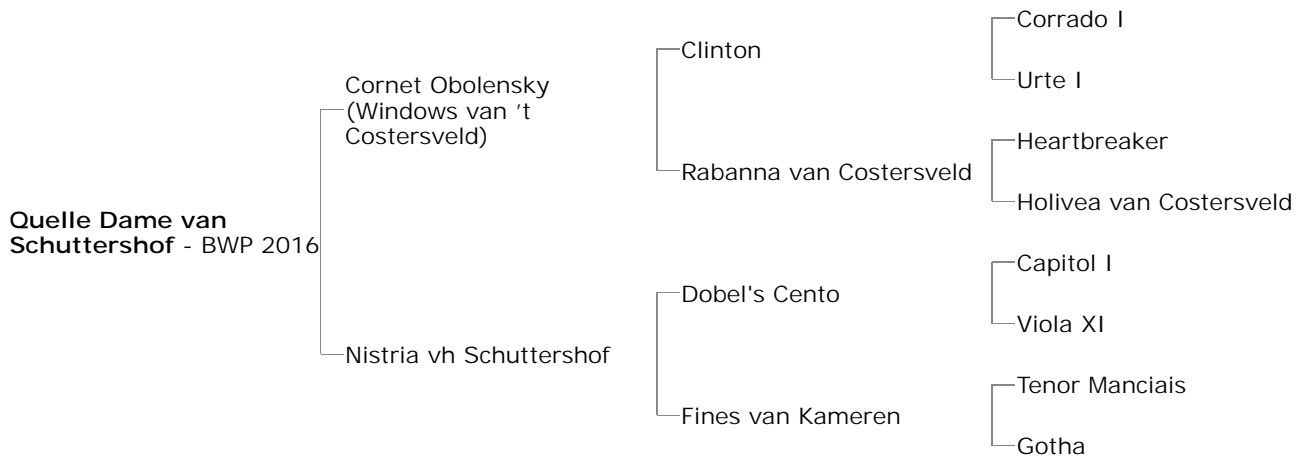 Corrado I
Clinton
Urte I
Cornet Obolensky
(Windows van ’t
Costersveld)
Heartbreaker
Rabanna van Costersveld
Holivea van Costersveld
Quelle Dame van
Schuttershof - BWP 2016
Capitol I
Dobel's Cento
Viola XI
Nistria vh Schuttershof
Tenor Manciais
Fines van Kameren
Gotha